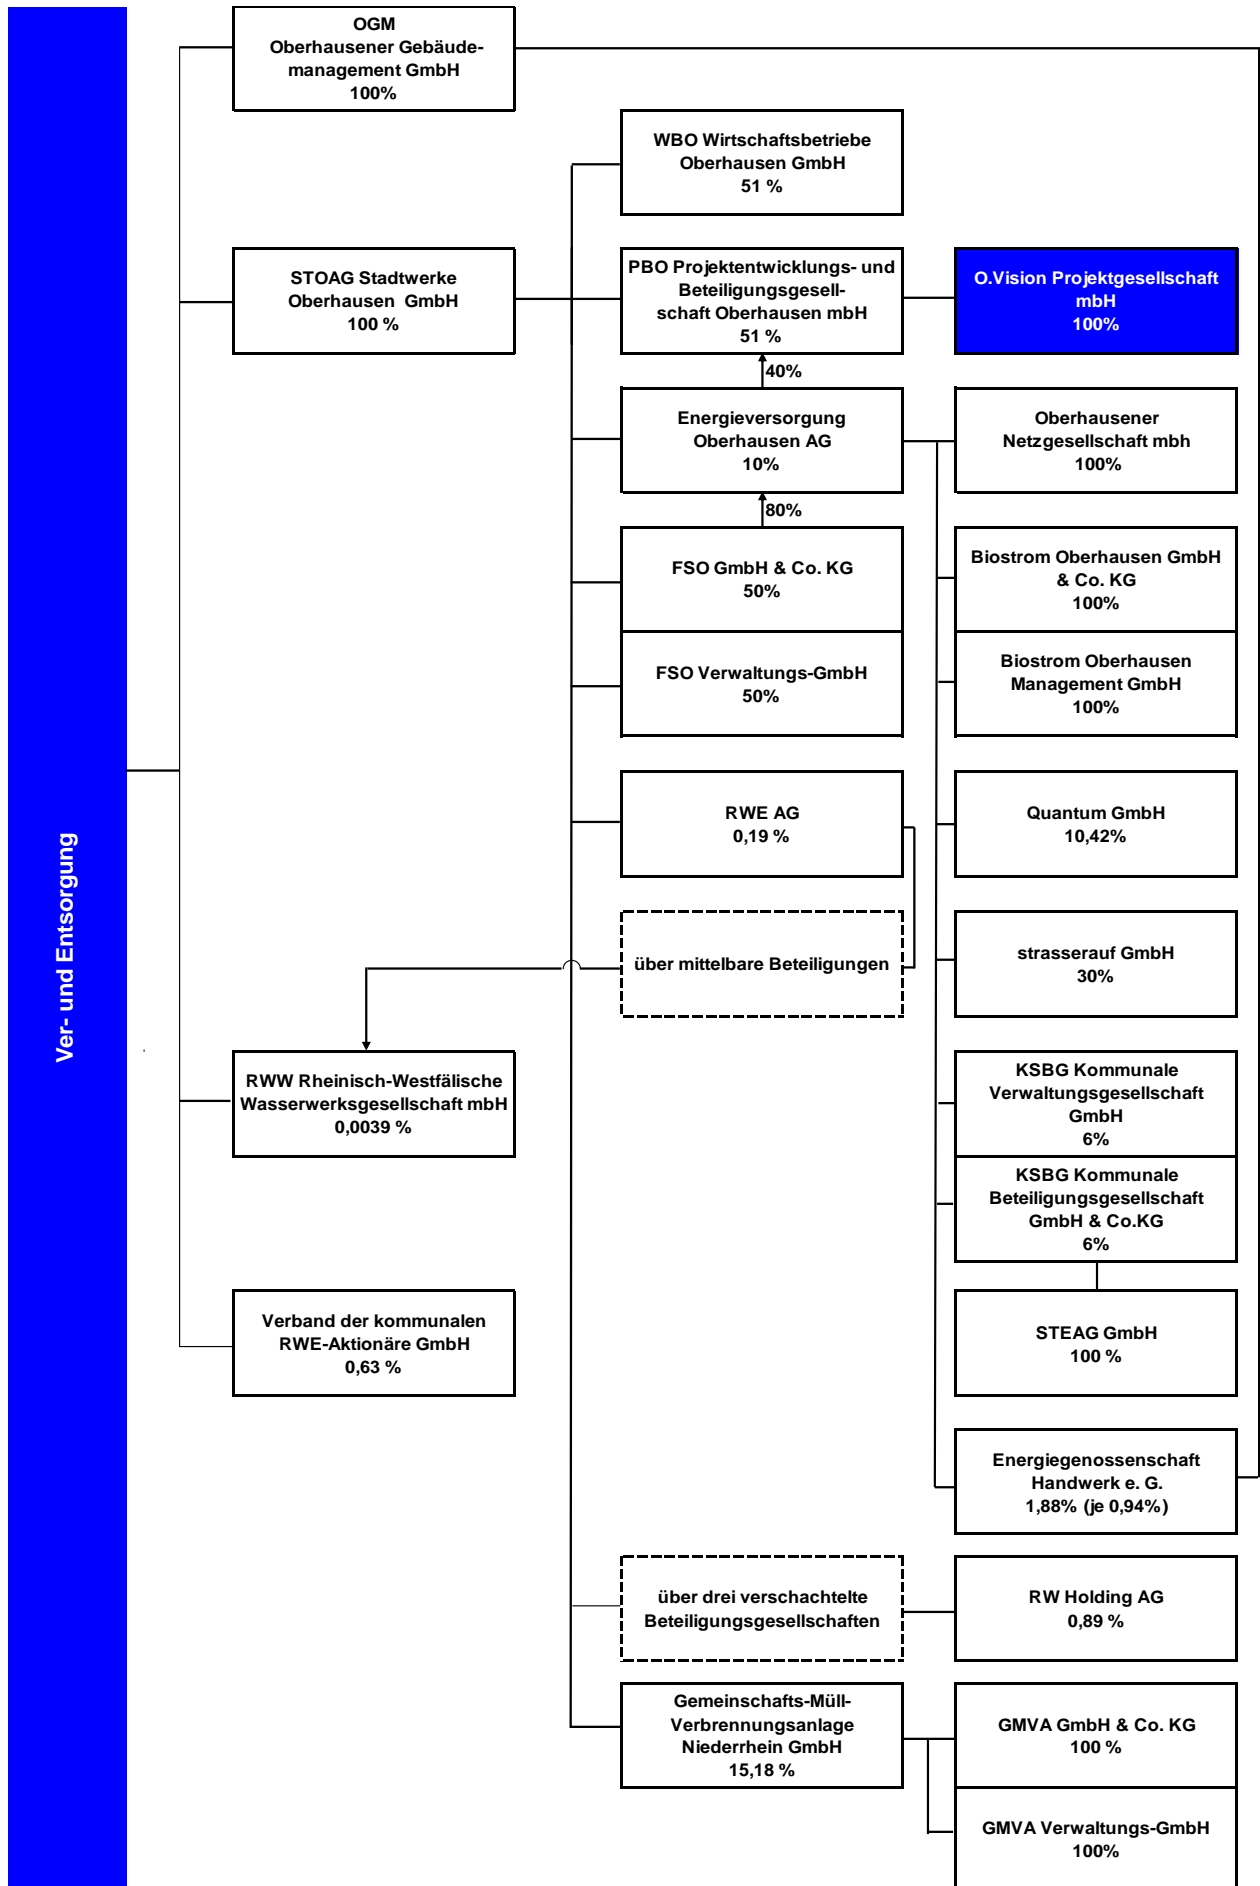 Ver- und Entsorgung
OGM
Oberhausener Gebäude-
management GmbH
100%
WBO Wirtschaftsbetriebe
Oberhausen GmbH
51 %
STOAG Stadtwerke
Oberhausen GmbH
100 %
PBO Projektentwicklungs- und
Beteiligungsgesell-
schaft Oberhausen mbH
51 %
O.Vision Projektgesellschaft
mbH
100%
40%
Energieversorgung
Oberhausen AG
10%
Oberhausener
Netzgesellschaft mbh
100%
80%
FSO GmbH & Co. KG
50%
Biostrom Oberhausen GmbH
& Co. KG
100%
FSO Verwaltungs-GmbH
50%
Biostrom Oberhausen
Management GmbH
100%
RWE AG
0,19 %
Quantum GmbH
10,42%
über mittelbare Beteiligungen
strasserauf GmbH
30%
RWW Rheinisch-Westfälische
Wasserwerksgesellschaft mbH
0,0039 %
KSBG Kommunale
Verwaltungsgesellschaft
GmbH
6%
KSBG Kommunale
Beteiligungsgesellschaft
GmbH & Co.KG
6%
Verband der kommunalen
RWE-Aktionäre GmbH
0,63 %
STEAG GmbH
100 %
Energiegenossenschaft
Handwerk e. G.
1,88% (je 0,94%)
über drei verschachtelte
Beteiligungsgesellschaften
RW Holding AG
0,89 %
Gemeinschafts-Müll-
Verbrennungsanlage
Niederrhein GmbH
15,18 %
GMVA GmbH & Co. KG
100 %
GMVA Verwaltungs-GmbH
100%